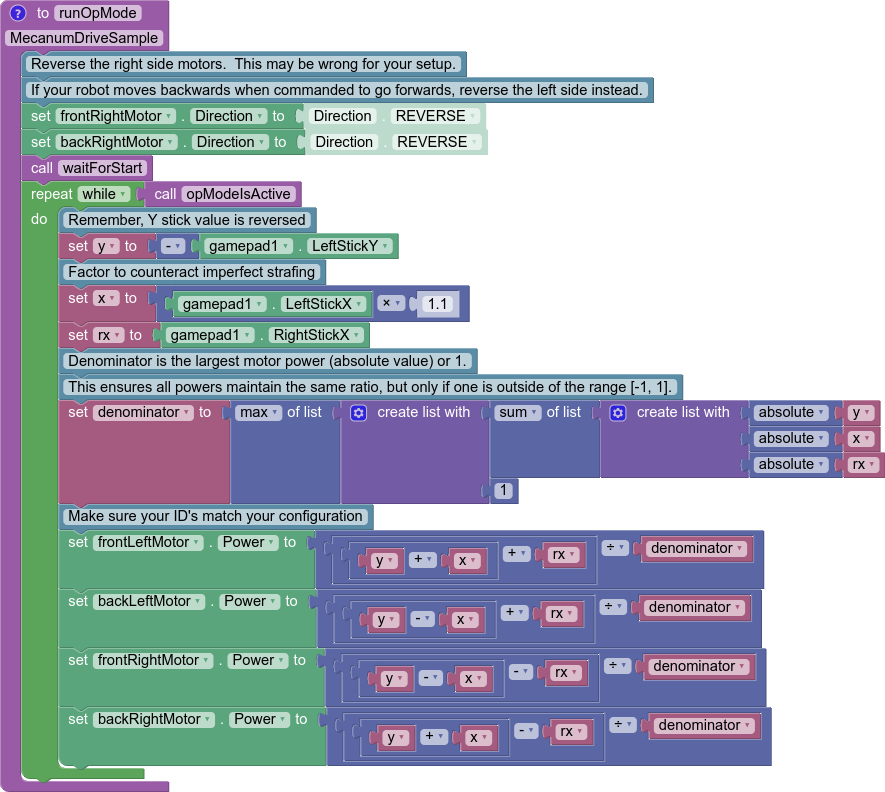 ? to runOpMode
MecanumDriveSample
Reverse the right side motors.  This may be wrong for your setup.
If your robot moves backwards when commanded to go forwards, reverse the left side instead.
set frontRightMotor . Direction to Direction . REVERSE
set backRightMotor . Direction to Direction . REVERSE
call waitForStart
repeat while call opModeIsActive
do Remember, Y stick value is reversed
set y to - gamepad1 . LeftStickY
Factor to counteract imperfect strafing
set x to gamepad1 . LeftStickX × 1.1
set rx to gamepad1 . RightStickX
Denominator is the largest motor power (absolute value) or 1.
This ensures all powers maintain the same ratio, but only if one is outside of the range [-1, 1].
set denominator to max of list create list with sum of list create list with absolute y
absolute x
absolute rx
1
Make sure your ID's match your configuration
set frontLeftMotor . Power to y + x + rx ÷ denominator
set backLeftMotor . Power to y - x + rx ÷ denominator
set frontRightMotor . Power to y - x - rx ÷ denominator
set backRightMotor . Power to y + x - rx ÷ denominator